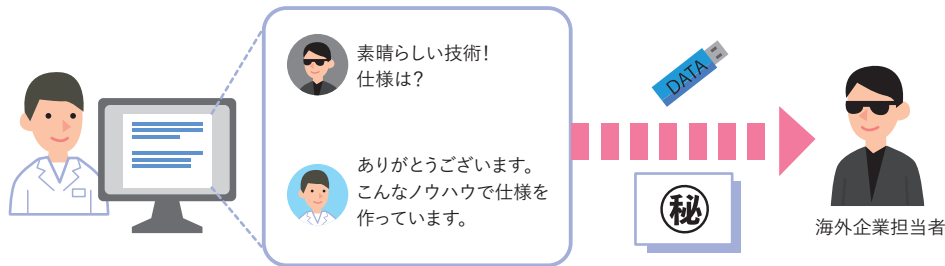 素晴らしい技術！
仕様は？
ありがとうございます。
こんなノウハウで仕様を
作っています。
DATA
秘
海外企業担当者